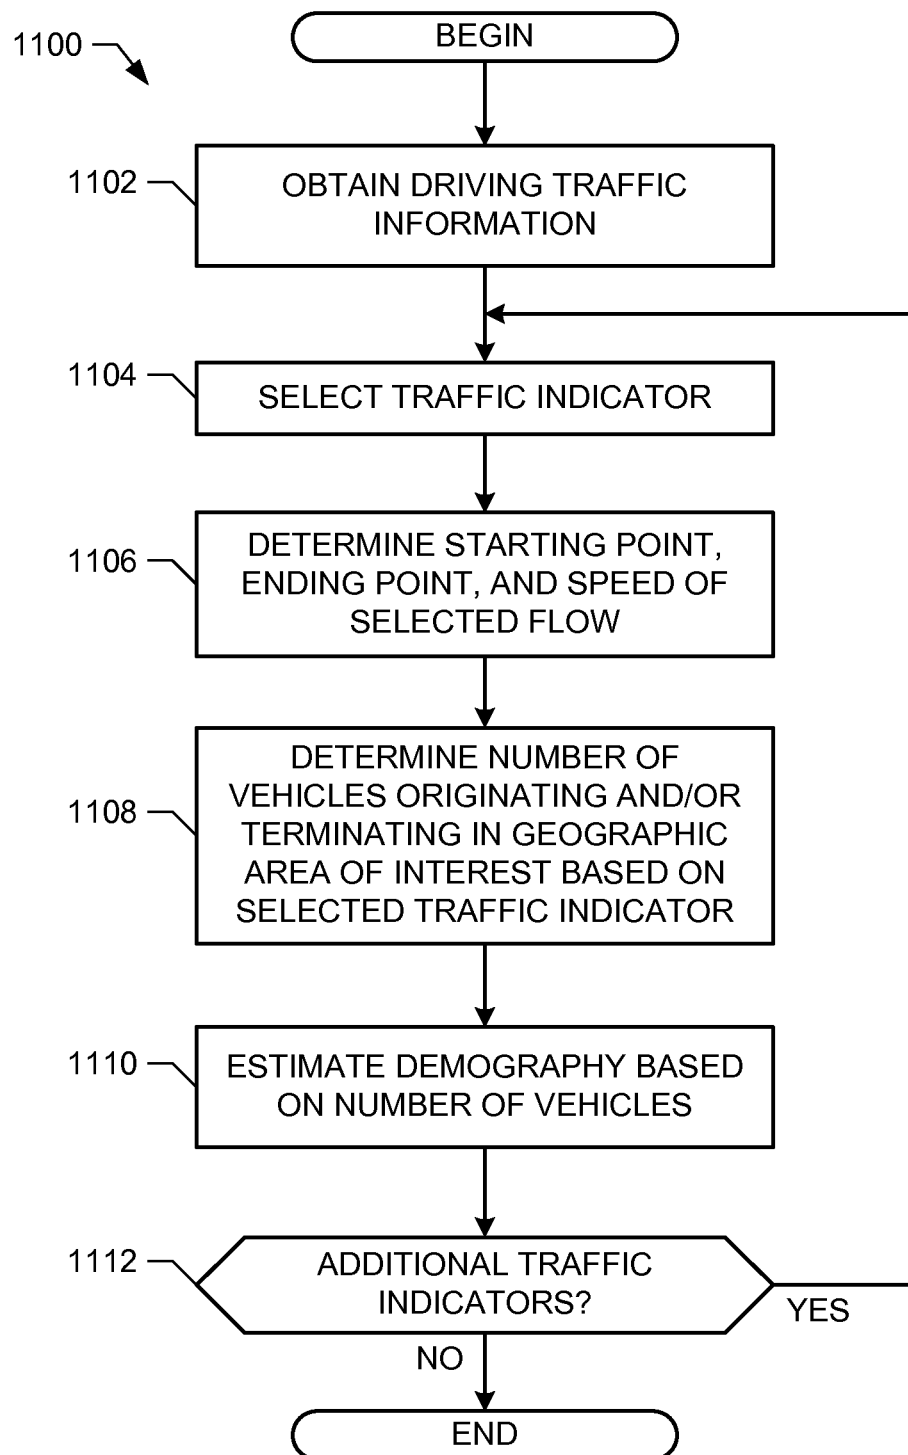 1100
BEGIN
1102
OBTAIN DRIVING TRAFFIC
INFORMATION
1104
SELECT TRAFFIC INDICATOR
1106
DETERMINE STARTING POINT,
ENDING POINT, AND SPEED OF
SELECTED FLOW
1108
DETERMINE NUMBER OF
VEHICLES ORIGINATING AND/OR
TERMINATING IN GEOGRAPHIC
AREA OF INTEREST BASED ON
SELECTED TRAFFIC INDICATOR
1110
ESTIMATE DEMOGRAPHY BASED
ON NUMBER OF VEHICLES
1112
ADDITIONAL TRAFFIC
INDICATORS?
YES
NO
END